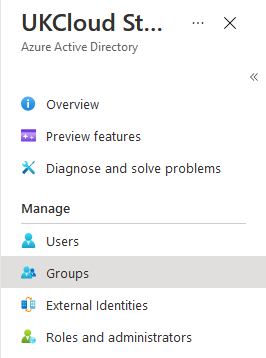 UKCloud St...
Azure Active Directory
Overview
Preview features
Diagnose and solve problems
Manage
Users
Groups
External Identities
Roles and administrators